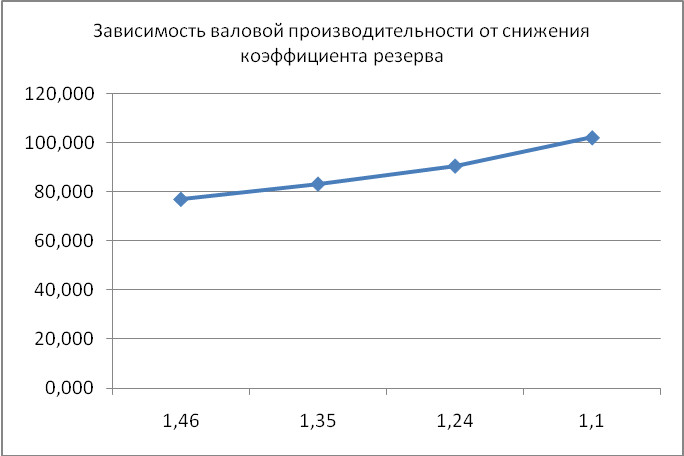 Зависимость валовой производительности от снижения
коэффициента резерва
120,000
100,000
80,000
60,000
40,000
20,000
0,000
1,46 1,35 1,24 1,1